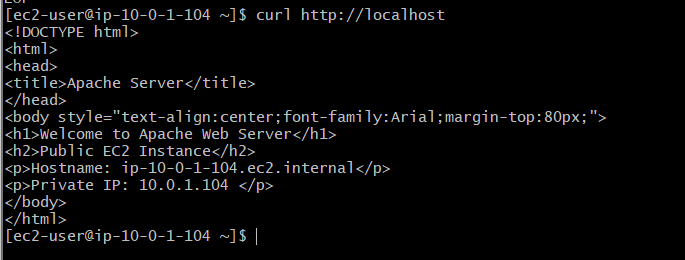 [ec2-user@ip-10-0-1-104 ~]$ curl http://localhost
<!DOCTYPE html>
<html>
<head>
<title>Apache Server</title>
</head>
<body style="text-align:center;font-family:Arial;margin-top:80px;">
<h1>Welcome to Apache Web Server</h1>
<h2>Public EC2 Instance</h2>
<p>Hostname: ip-10-0-1-104.ec2.internal</p>
<p>Private IP: 10.0.1.104 </p>
</body>
</html>
[ec2-user@ip-10-0-1-104 ~]$